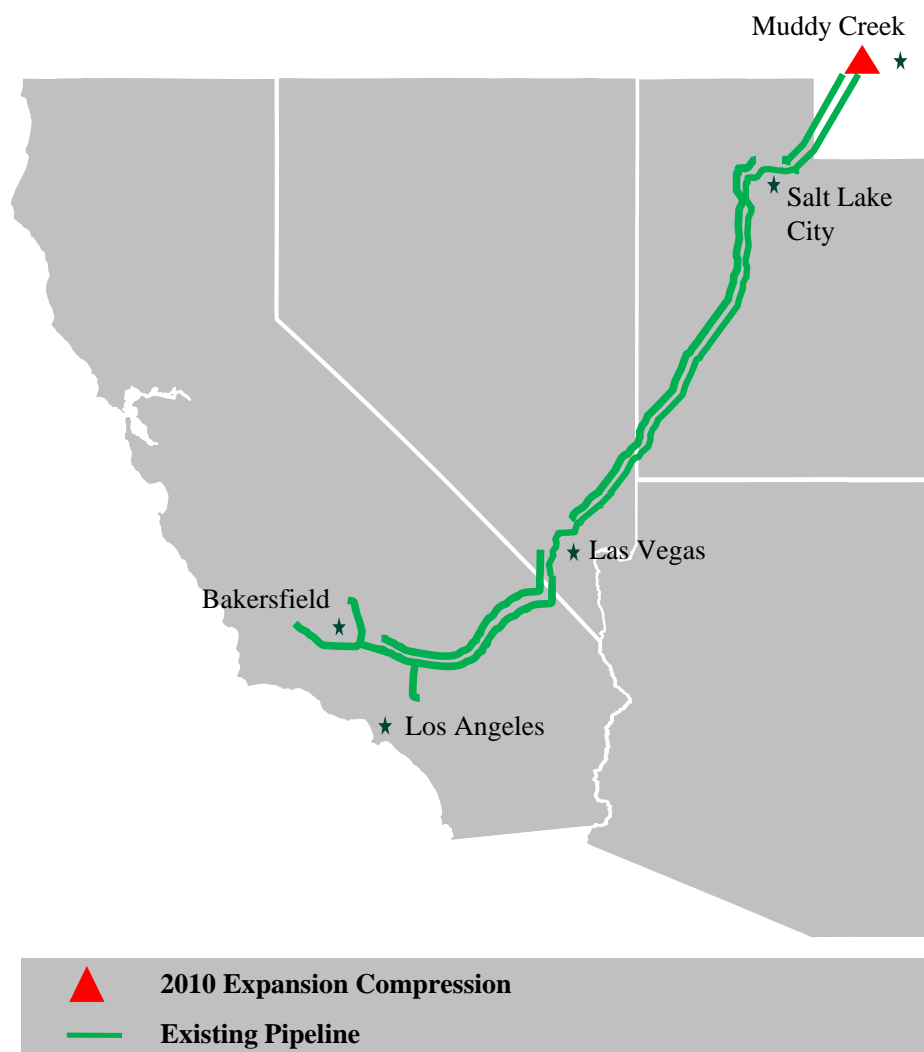 Muddy Creek
Salt Lake
City
Las Vegas
Bakersfield
Los Angeles
2010 Expansion Compression
Existing Pipeline